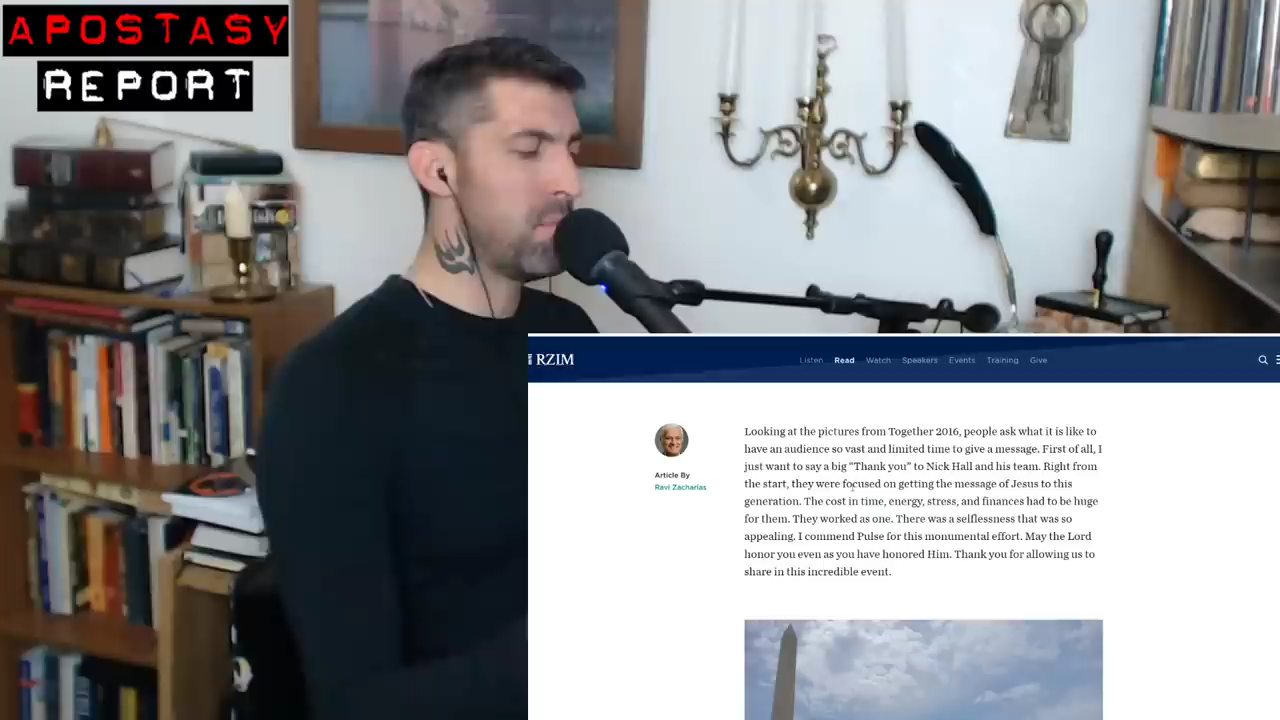 APOSTASY
REPORT
RZIM
Listen Read Watch Speakers Events Training Give
Article By
Ravi Zacharias
Looking at the pictures from Together 2016, people ask what it is like to
have an audience so vast and limited time to give a message. First of all, I
just want to say a big "Thank you" to Nick Hall and his team. Right from
the start, they were focused on getting the message of Jesus to this
generation. The cost in time, energy, stress, and finances had to be huge
for them. They worked as one. There was a selflessness that was so
appealing. I commend Pulse for this monumental effort. May the Lord
honor you even as you have honored Him. Thank you for allowing us to
share in this incredible event.